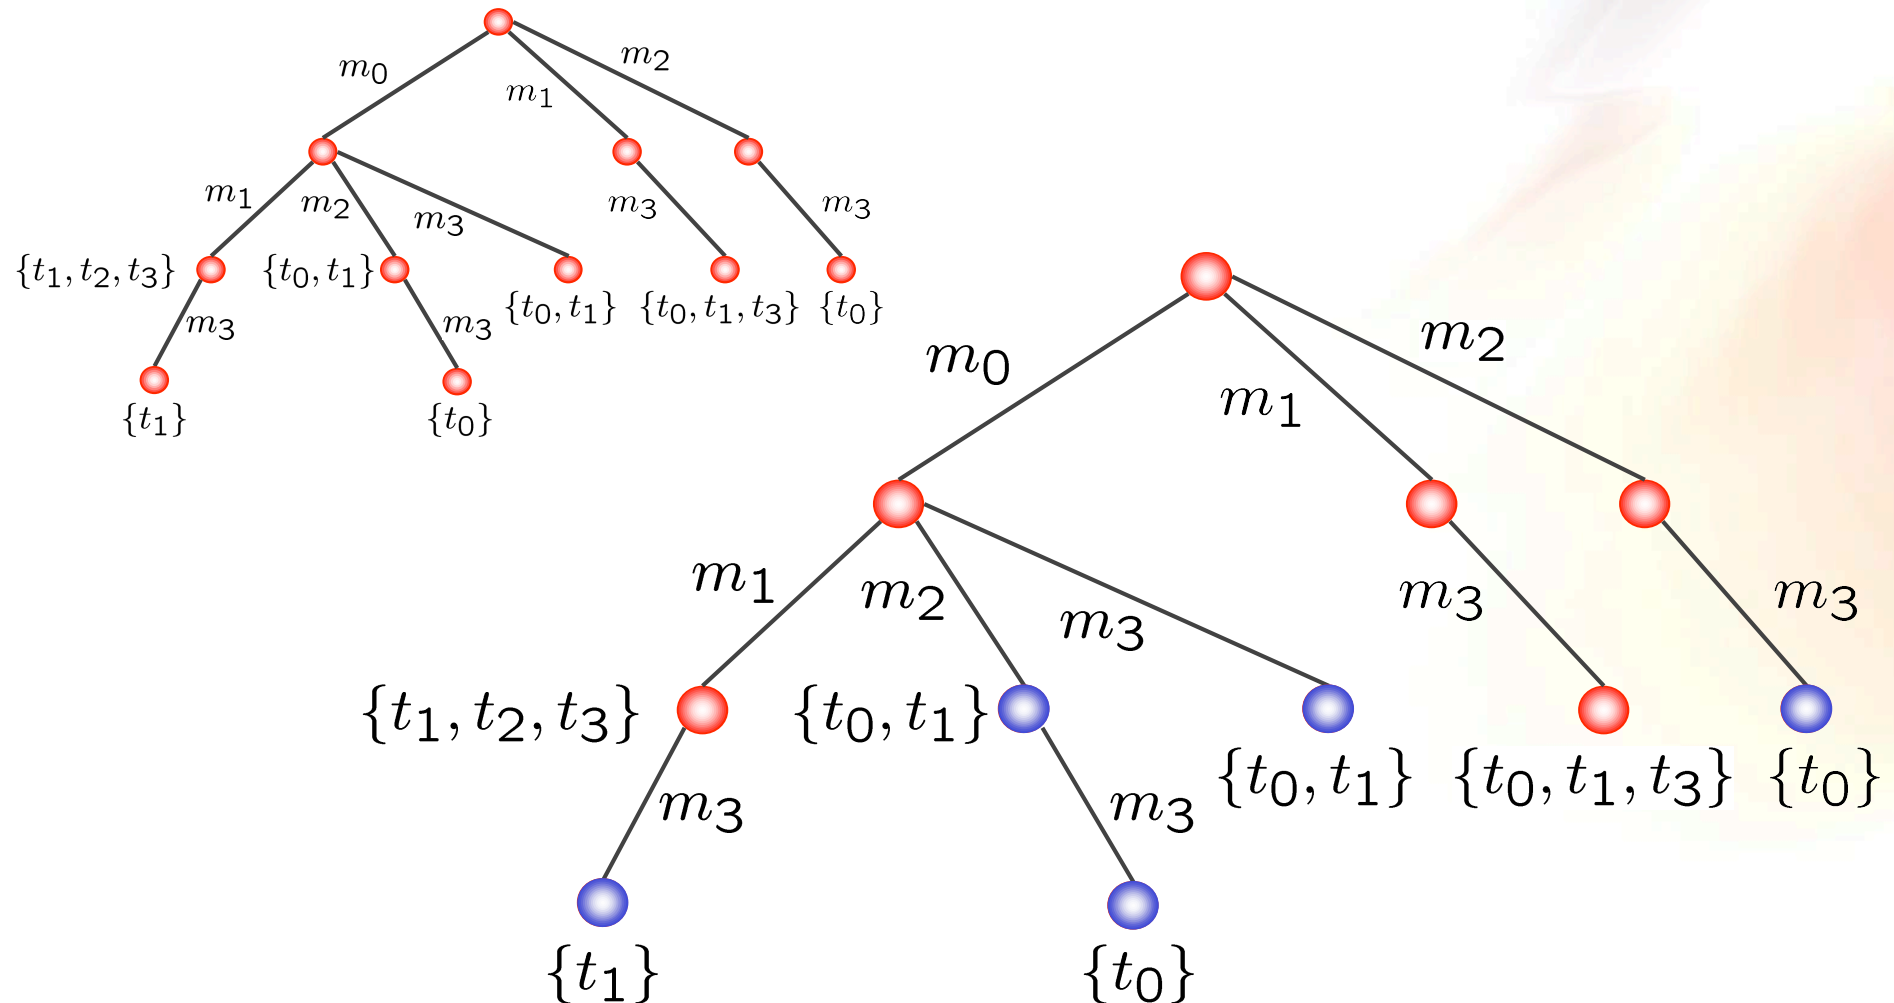 m₀ m₁ m₂
m₁ m₂ m₃ m₃ m₃
{t₁, t₂, t₃} {t₀, t₁} {t₀, t₁} {t₀, t₁, t₃} {t₀}
m₃ m₃
{t₁} {t₀}
m₀ m₁ m₂
m₁ m₂ m₃ m₃ m₃
{t₁, t₂, t₃} {t₀, t₁} {t₀, t₁} {t₀, t₁, t₃} {t₀}
m₃ m₃
{t₁} {t₀}